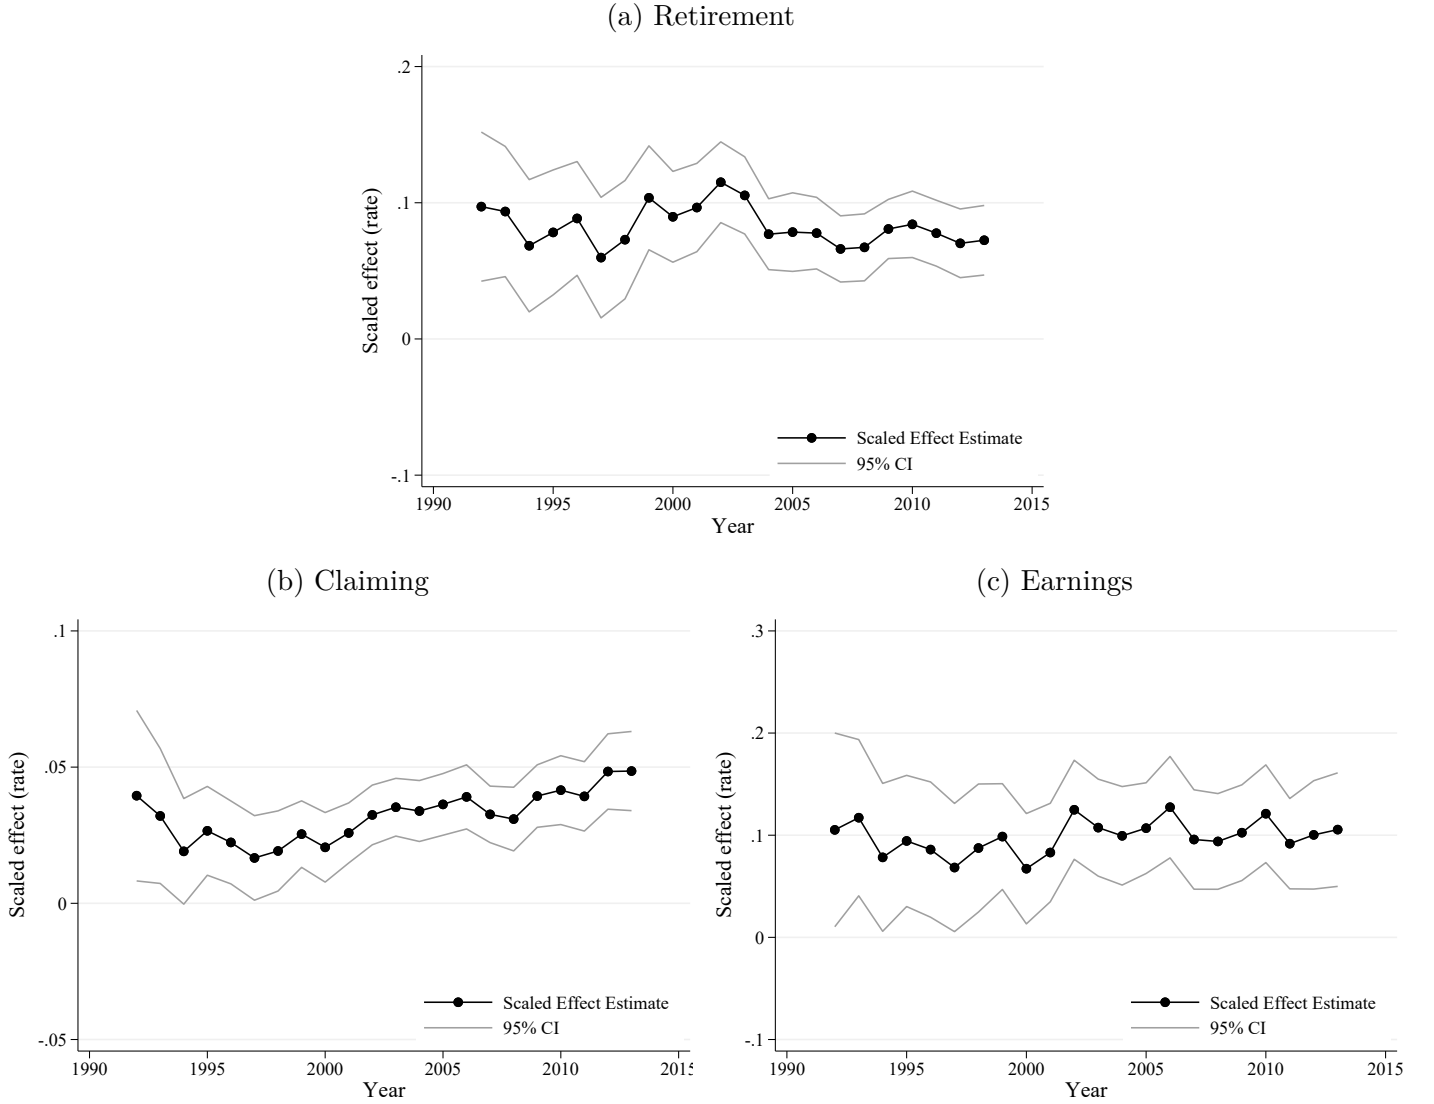 (a) Retirement
.2
.1
0
-.1
Scaled effect (rate)
Scaled Effect Estimate
95% CI
1990 1995 2000 2005 2010 2015
Year
(b) Claiming
.1
.05
0
-.05
Scaled effect (rate)
Scaled Effect Estimate
95% CI
1990 1995 2000 2005 2010 2015
Year
(c) Earnings
.3
.2
.1
0
-.1
Scaled effect (rate)
Scaled Effect Estimate
95% CI
1990 1995 2000 2005 2010 2015
Year